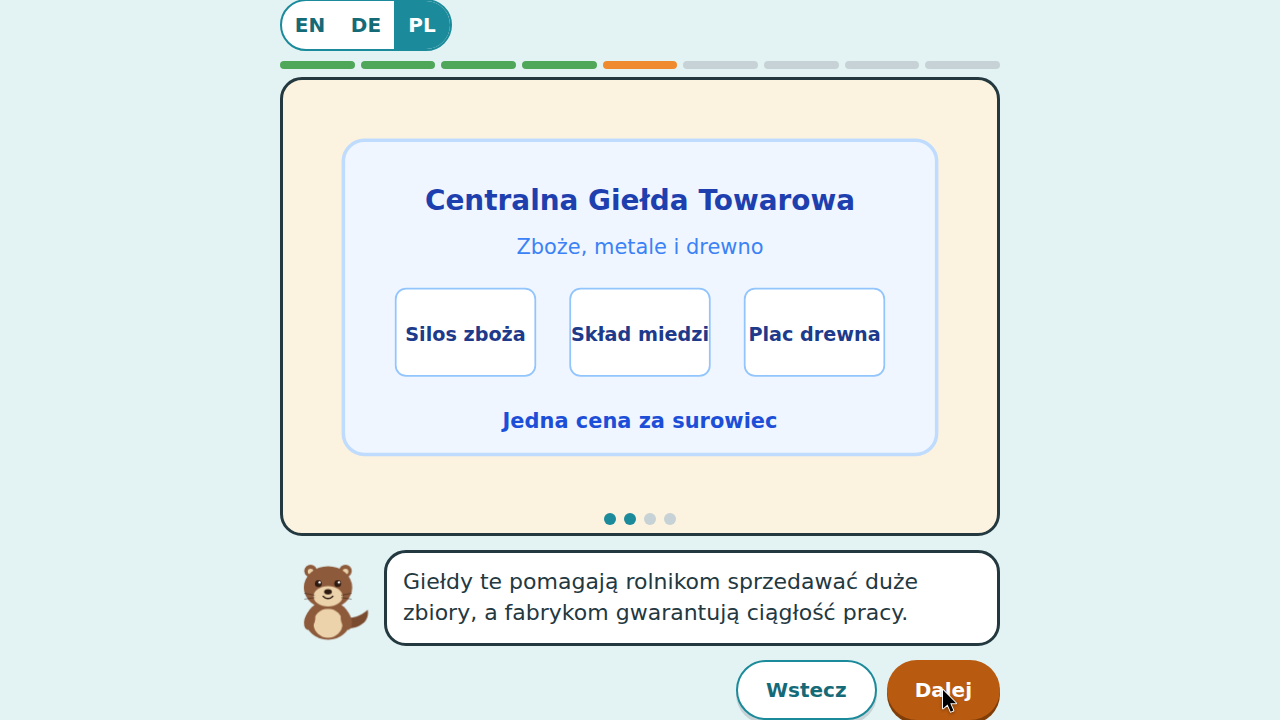 EN DE PL
Centralna Giełda Towarowa
Zboże, metale i drewno
Silos zboża Skład miedzi Plac drewna
Jedna cena za surowiec
Giełdy te pomagają rolnikom sprzedawać duże
zbiory, a fabrykom gwarantują ciągłość pracy.
Wstecz Dalej